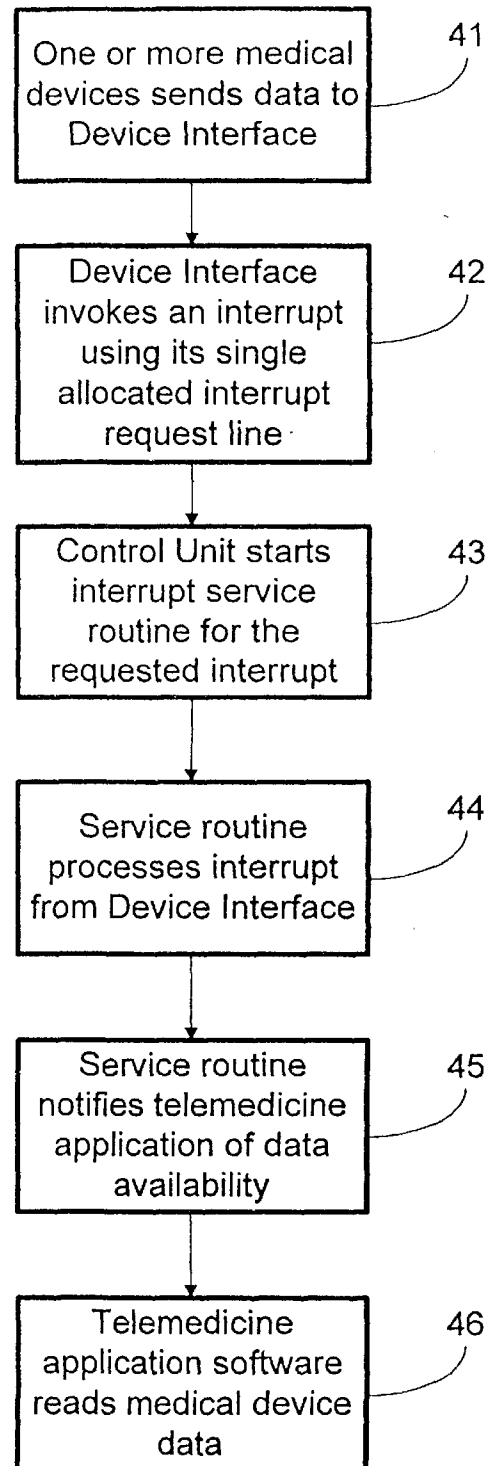 One or more medical
devices sends data to
Device Interface
41
Device Interface
invokes an interrupt
using its single
allocated interrupt
request line
42
Control Unit starts
interrupt service
routine for the
requested interrupt
43
Service routine
processes interrupt
from Device Interface
44
Service routine
notifies telemedicine
application of data
availability
45
Telemedicine
application software
reads medical device
data
46